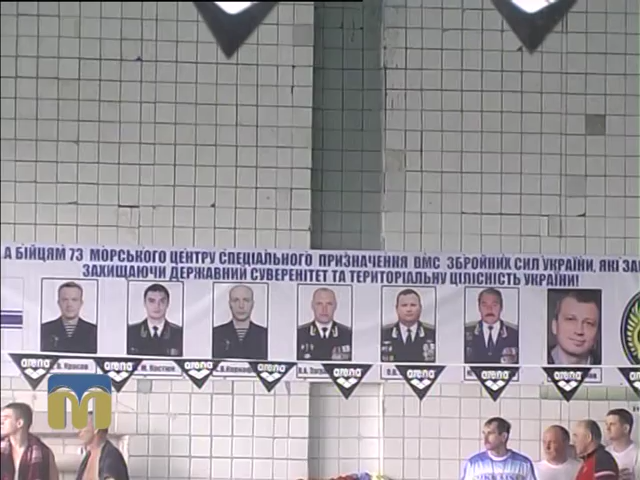 А БІЙЦЯМ 73 МОРСЬКОГО ЦЕНТРУ СПЕЦІАЛЬНОГО ПРИЗНАЧЕННЯ ВМС ЗБРОЙНИХ СИЛ УКРАЇНИ, ЯКІ ЗА
ЗАХИЩАЮЧИ ДЕРЖАВНИЙ СУВЕРЕНІТЕТ ТА ТЕРИТОРІАЛЬНУ ЦІЛІСНІСТЬ УКРАЇНИ!
arena arena arena arena arena arena arena arena
UKRAINE